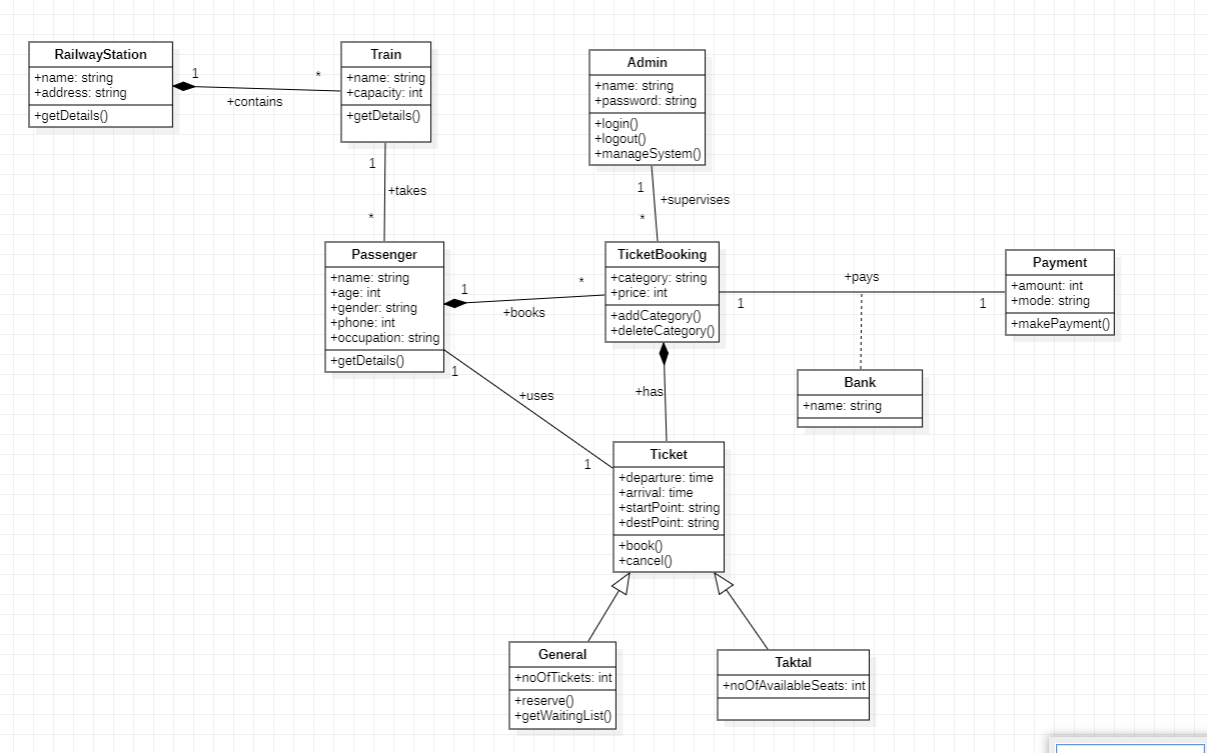 RailwayStation
+name: string
+address: string
+getDetails()
1
*
+contains
Train
+name: string
+capacity: int
+getDetails()
Admin
+name: string
+password: string
+login()
+logout()
+manageSystem()
1
+takes
*
1
+supervises
*
Passenger
+name: string
+age: int
+gender: string
+phone: int
+occupation: string
+getDetails()
1
*
+books
TicketBooking
+category: string
+price: int
+addCategory()
+deleteCategory()
+pays
1
1
Payment
+amount: int
+mode: string
+makePayment()
Bank
+name: string
1
+uses
1
+has
Ticket
+departure: time
+arrival: time
+startPoint: string
+destPoint: string
+book()
+cancel()
General
+noOfTickets: int
+reserve()
+getWaitingList()
Taktal
+noOfAvailableSeats: int